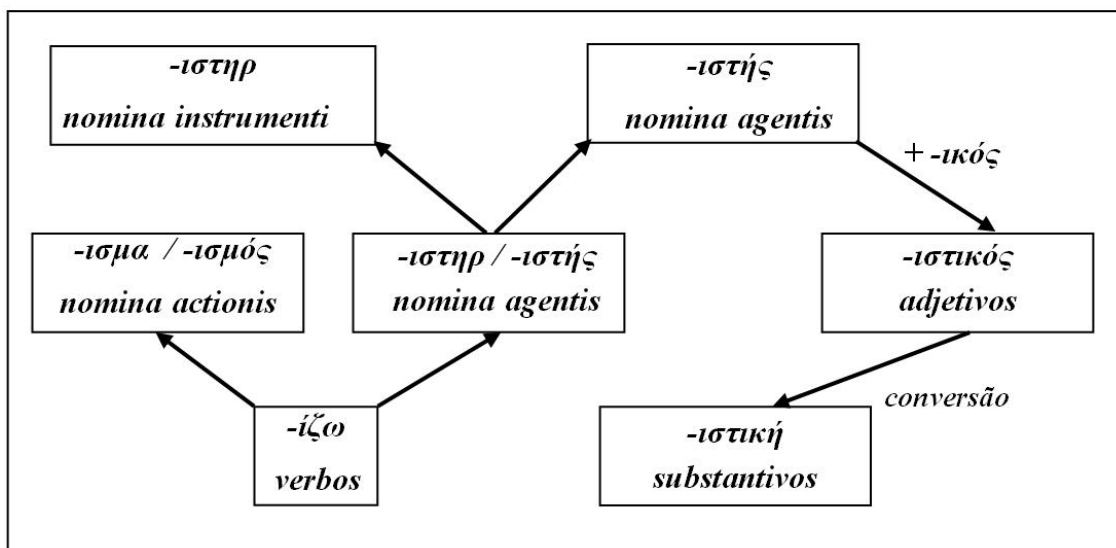 -ιστηρ
nomina instrumenti
-ιστής
nomina agentis
+ -ικός
-ισμα / -ισμός
nomina actionis
-ιστηρ / -ιστής
nomina agentis
-ιστικός
adjetivos
conversão
-ίζω
verbos
-ιστική
substantivos